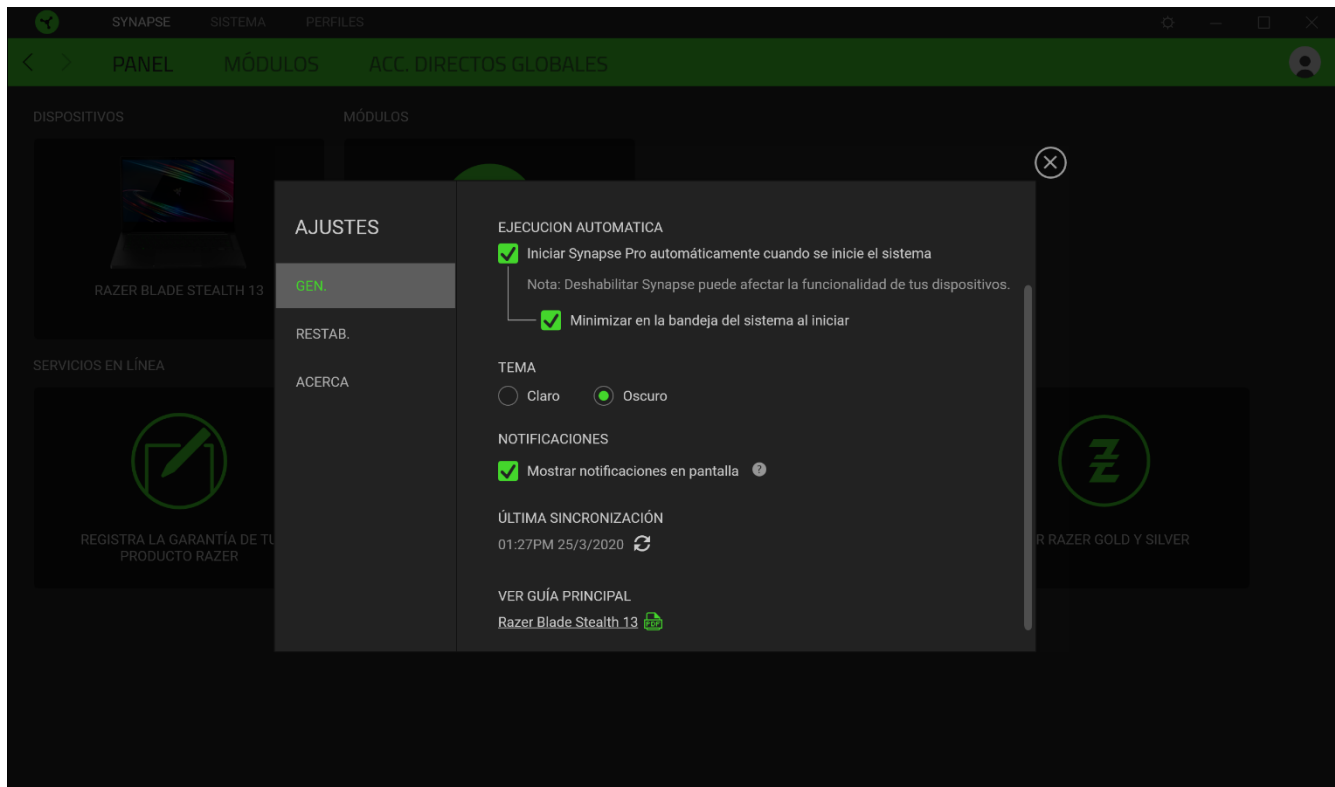 SYNAPSE SISTEMA PERFILES
PANEL MÓDULOS ACC. DIRECTOS GLOBALES
DISPOSITIVOS
MÓDULOS
RAZER BLADE STEALTH 13
SERVICIOS EN LÍNEA
REGISTRA LA GARANTÍA DE TU
PRODUCTO RAZER
R RAZER GOLD Y SILVER
AJUSTES
GEN.
RESTAB.
ACERCA
EJECUCION AUTOMATICA
Iniciar Synapse Pro automáticamente cuando se inicie el sistema
Nota: Deshabilitar Synapse puede afectar la funcionalidad de tus dispositivos.
Minimizar en la bandeja del sistema al iniciar
TEMA
Claro Oscuro
NOTIFICACIONES
Mostrar notificaciones en pantalla ?
ÚLTIMA SINCRONIZACIÓN
01:27PM 25/3/2020
VER GUÍA PRINCIPAL
Razer Blade Stealth 13 PDF